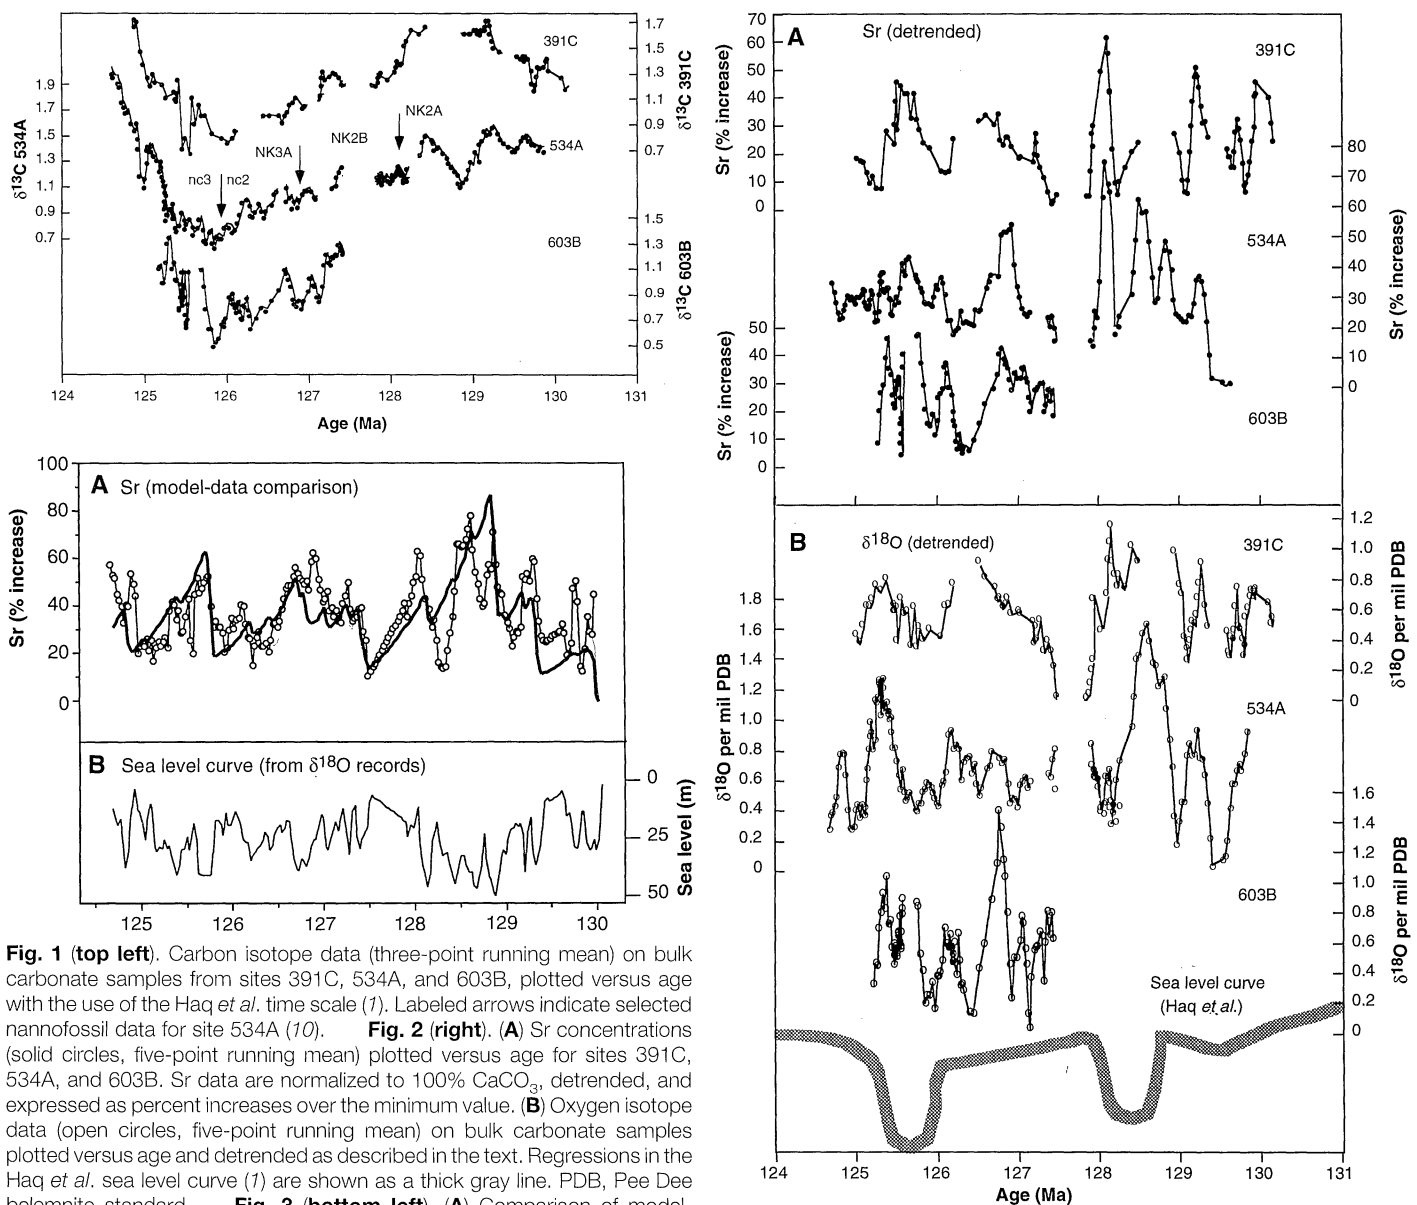 1.7
1.5
1.3
1.1
0.9
0.7
δ13C 391C
391C
1.9
1.7
1.5
1.3
1.1
0.9
0.7
δ13C 534A
NK2A
NK2B
NK3A
534A
nc3 nc2
603B
1.5
1.3
1.1
0.9
0.7
0.5
δ13C 603B
124 125 126 127 128 129 130 131
Age (Ma)
A Sr (model-data comparison)
100
80
60
40
20
0
Sr (% increase)
B Sea level curve (from δ18O records)
0
25
50
Sea level (m)
125 126 127 128 129 130
Fig. 1 (top left). Carbon isotope data (three-point running mean) on bulk
carbonate samples from sites 391C, 534A, and 603B, plotted versus age
with the use of the Haq et al. time scale (1). Labeled arrows indicate selected
nannofossil data for site 534A (10). Fig. 2 (right). (A) Sr concentrations
(solid circles, five-point running mean) plotted versus age for sites 391C,
534A, and 603B. Sr data are normalized to 100% CaCO3, detrended, and
expressed as percent increases over the minimum value. (B) Oxygen isotope
data (open circles, five-point running mean) on bulk carbonate samples
plotted versus age and detrended as described in the text. Regressions in the
Haq et al. sea level curve (1) are shown as a thick gray line. PDB, Pee Dee
belemnite standard. Fig. 3 (bottom left). (A) Comparison of model-
A Sr (detrended)
70
60
50
40
30
20
10
0
Sr (% increase)
391C
80
70
60
50
40
30
20
10
0
Sr (% increase)
534A
50
40
30
20
10
0
Sr (% increase)
603B
B δ18O (detrended)
391C
1.2
1.0
0.8
0.6
0.4
0.2
0
δ18O per mil PDB
1.8
1.6
1.4
1.2
1.0
0.8
0.6
0.4
0.2
0
δ18O per mil PDB
534A
1.6
1.4
1.2
1.0
0.8
0.6
0.4
0.2
0
δ18O per mil PDB
603B
Sea level curve
(Haq et.al.)
124 125 126 127 128 129 130 131
Age (Ma)